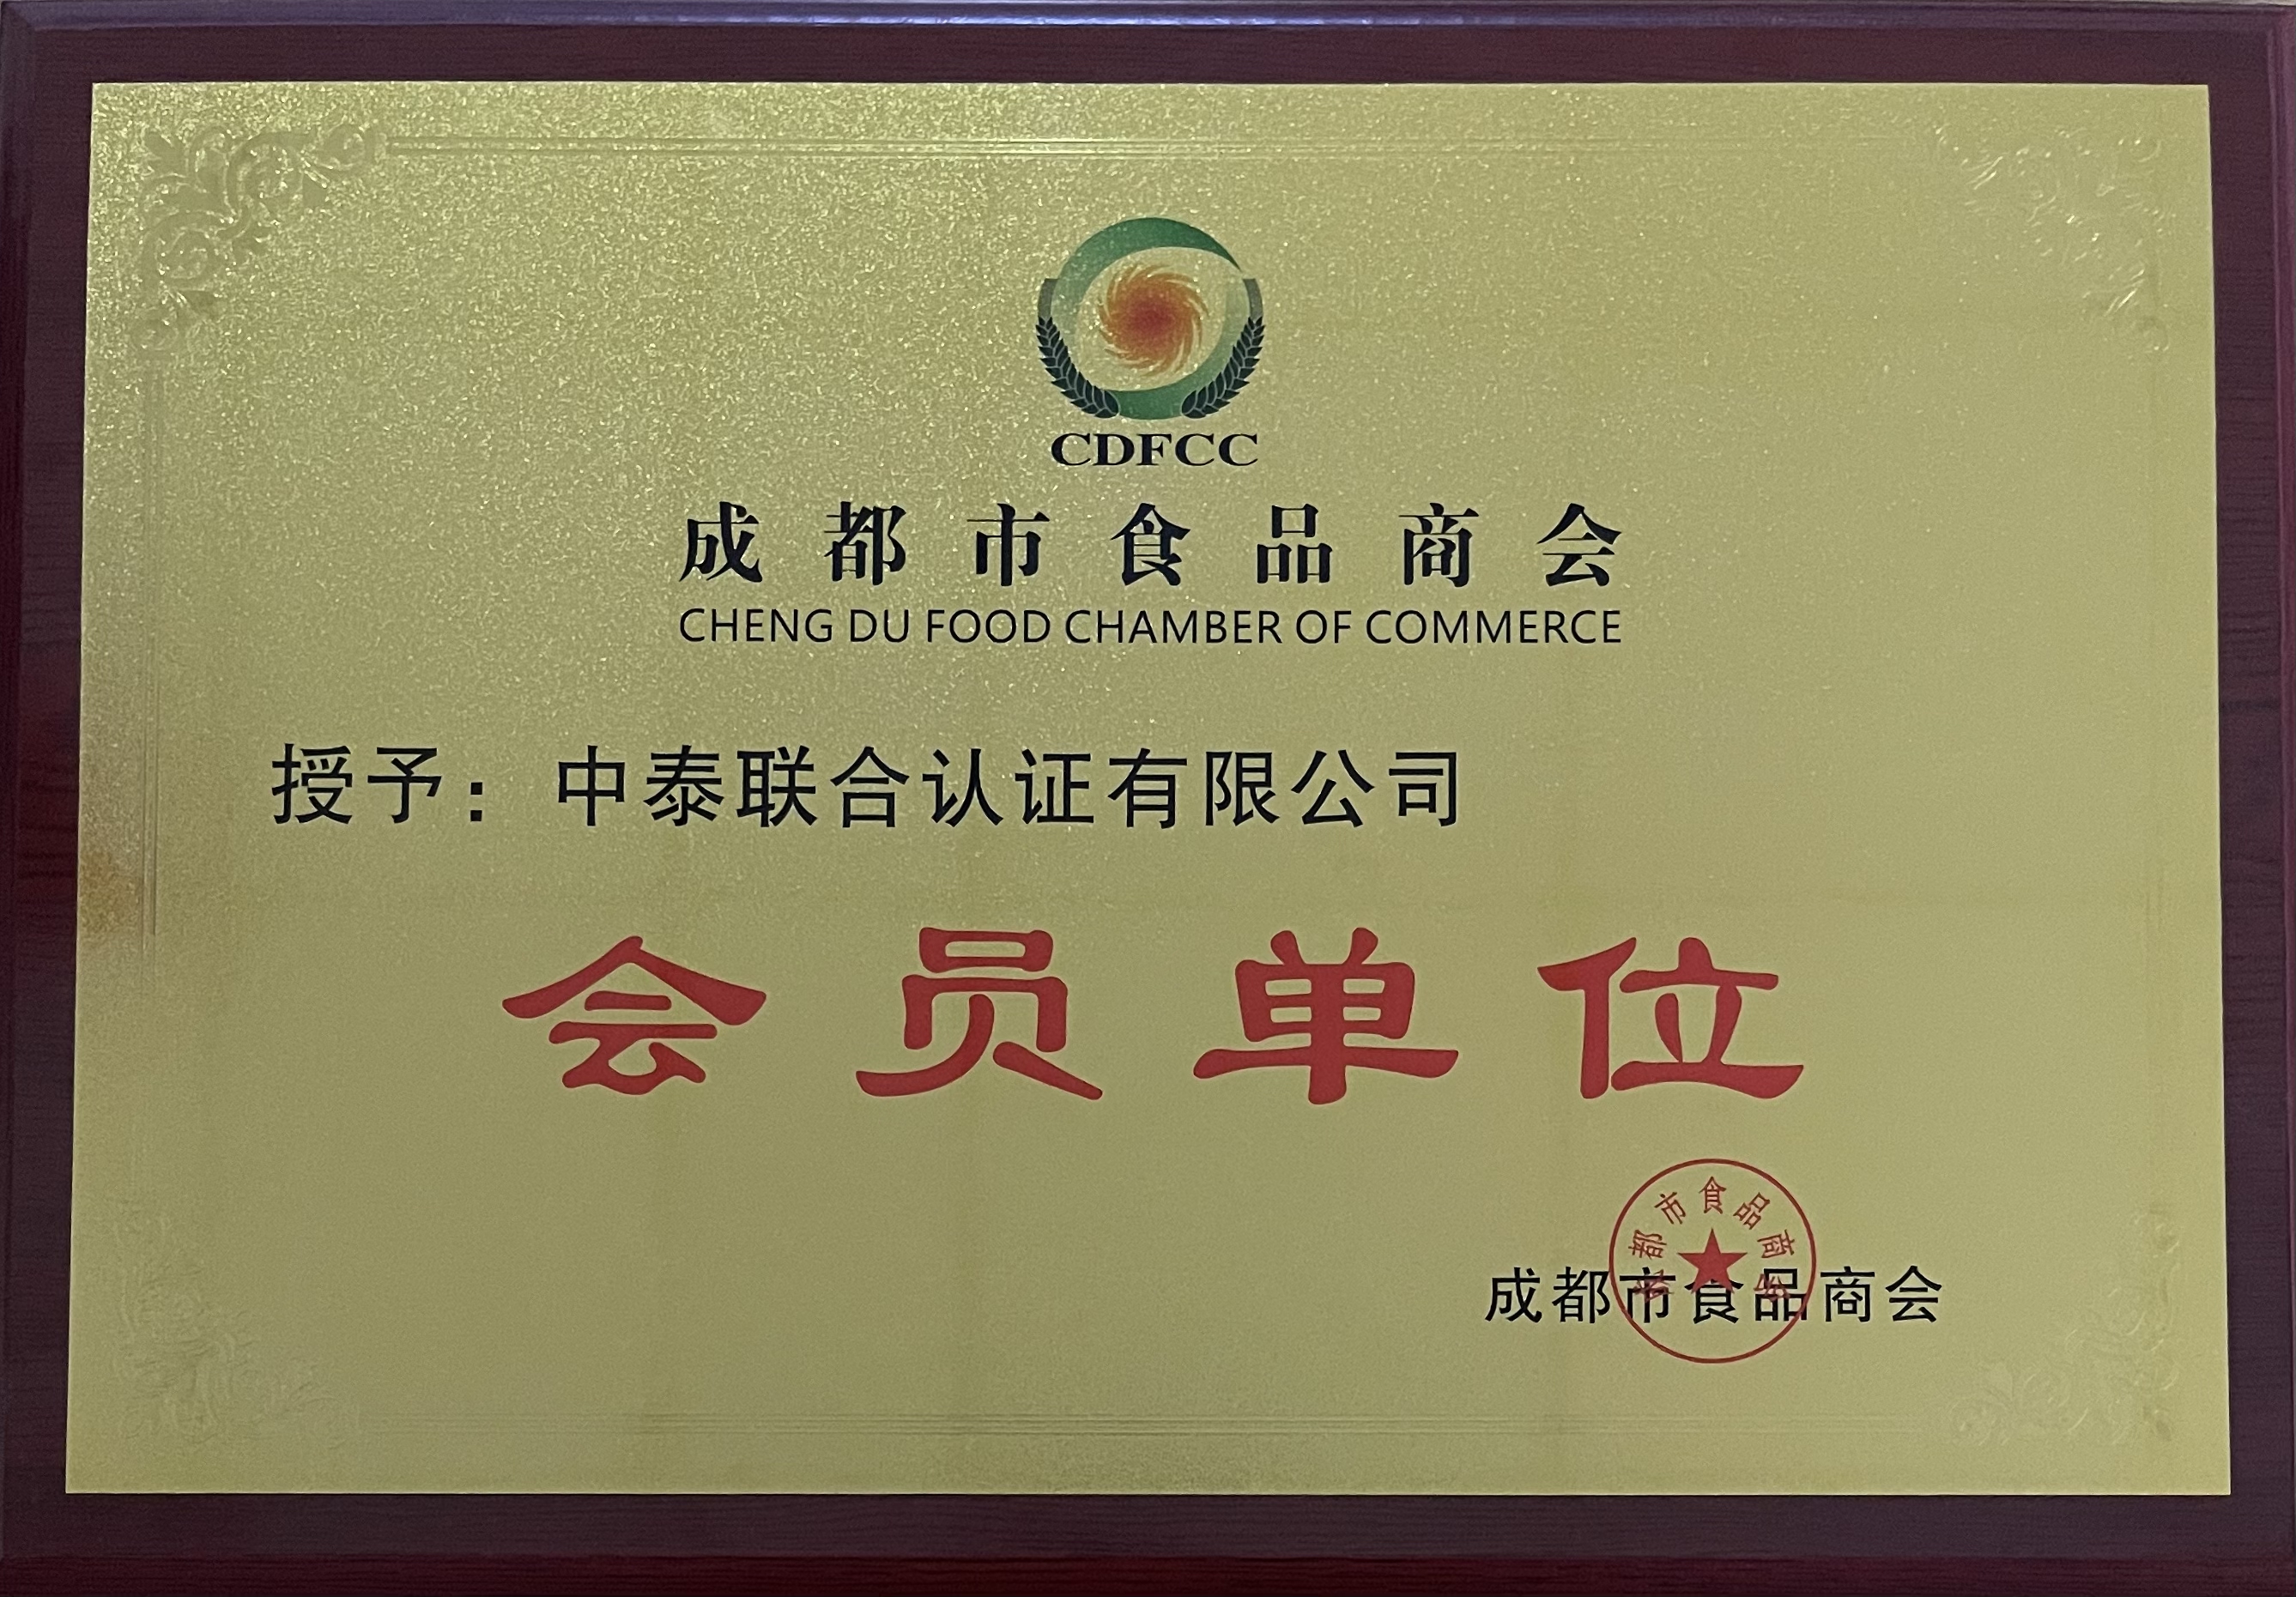 CDFCC
成都市食品商会
CHENG DU FOOD CHAMBER OF COMMERCE
授予：中泰联合认证有限公司
会员单位
成都市食品商会
成都市食品商会